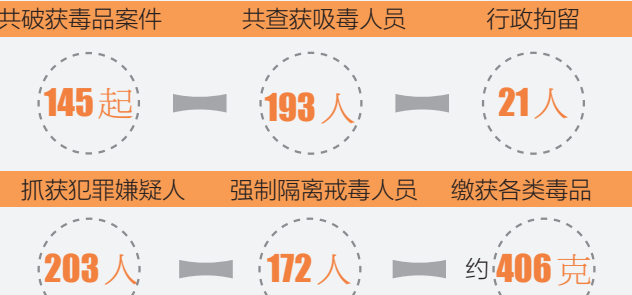 共破获毒品案件 共查获吸毒人员 行政拘留
145起 193人 21人
抓获犯罪嫌疑人 强制隔离戒毒人员 缴获各类毒品
203人 172人 约406克